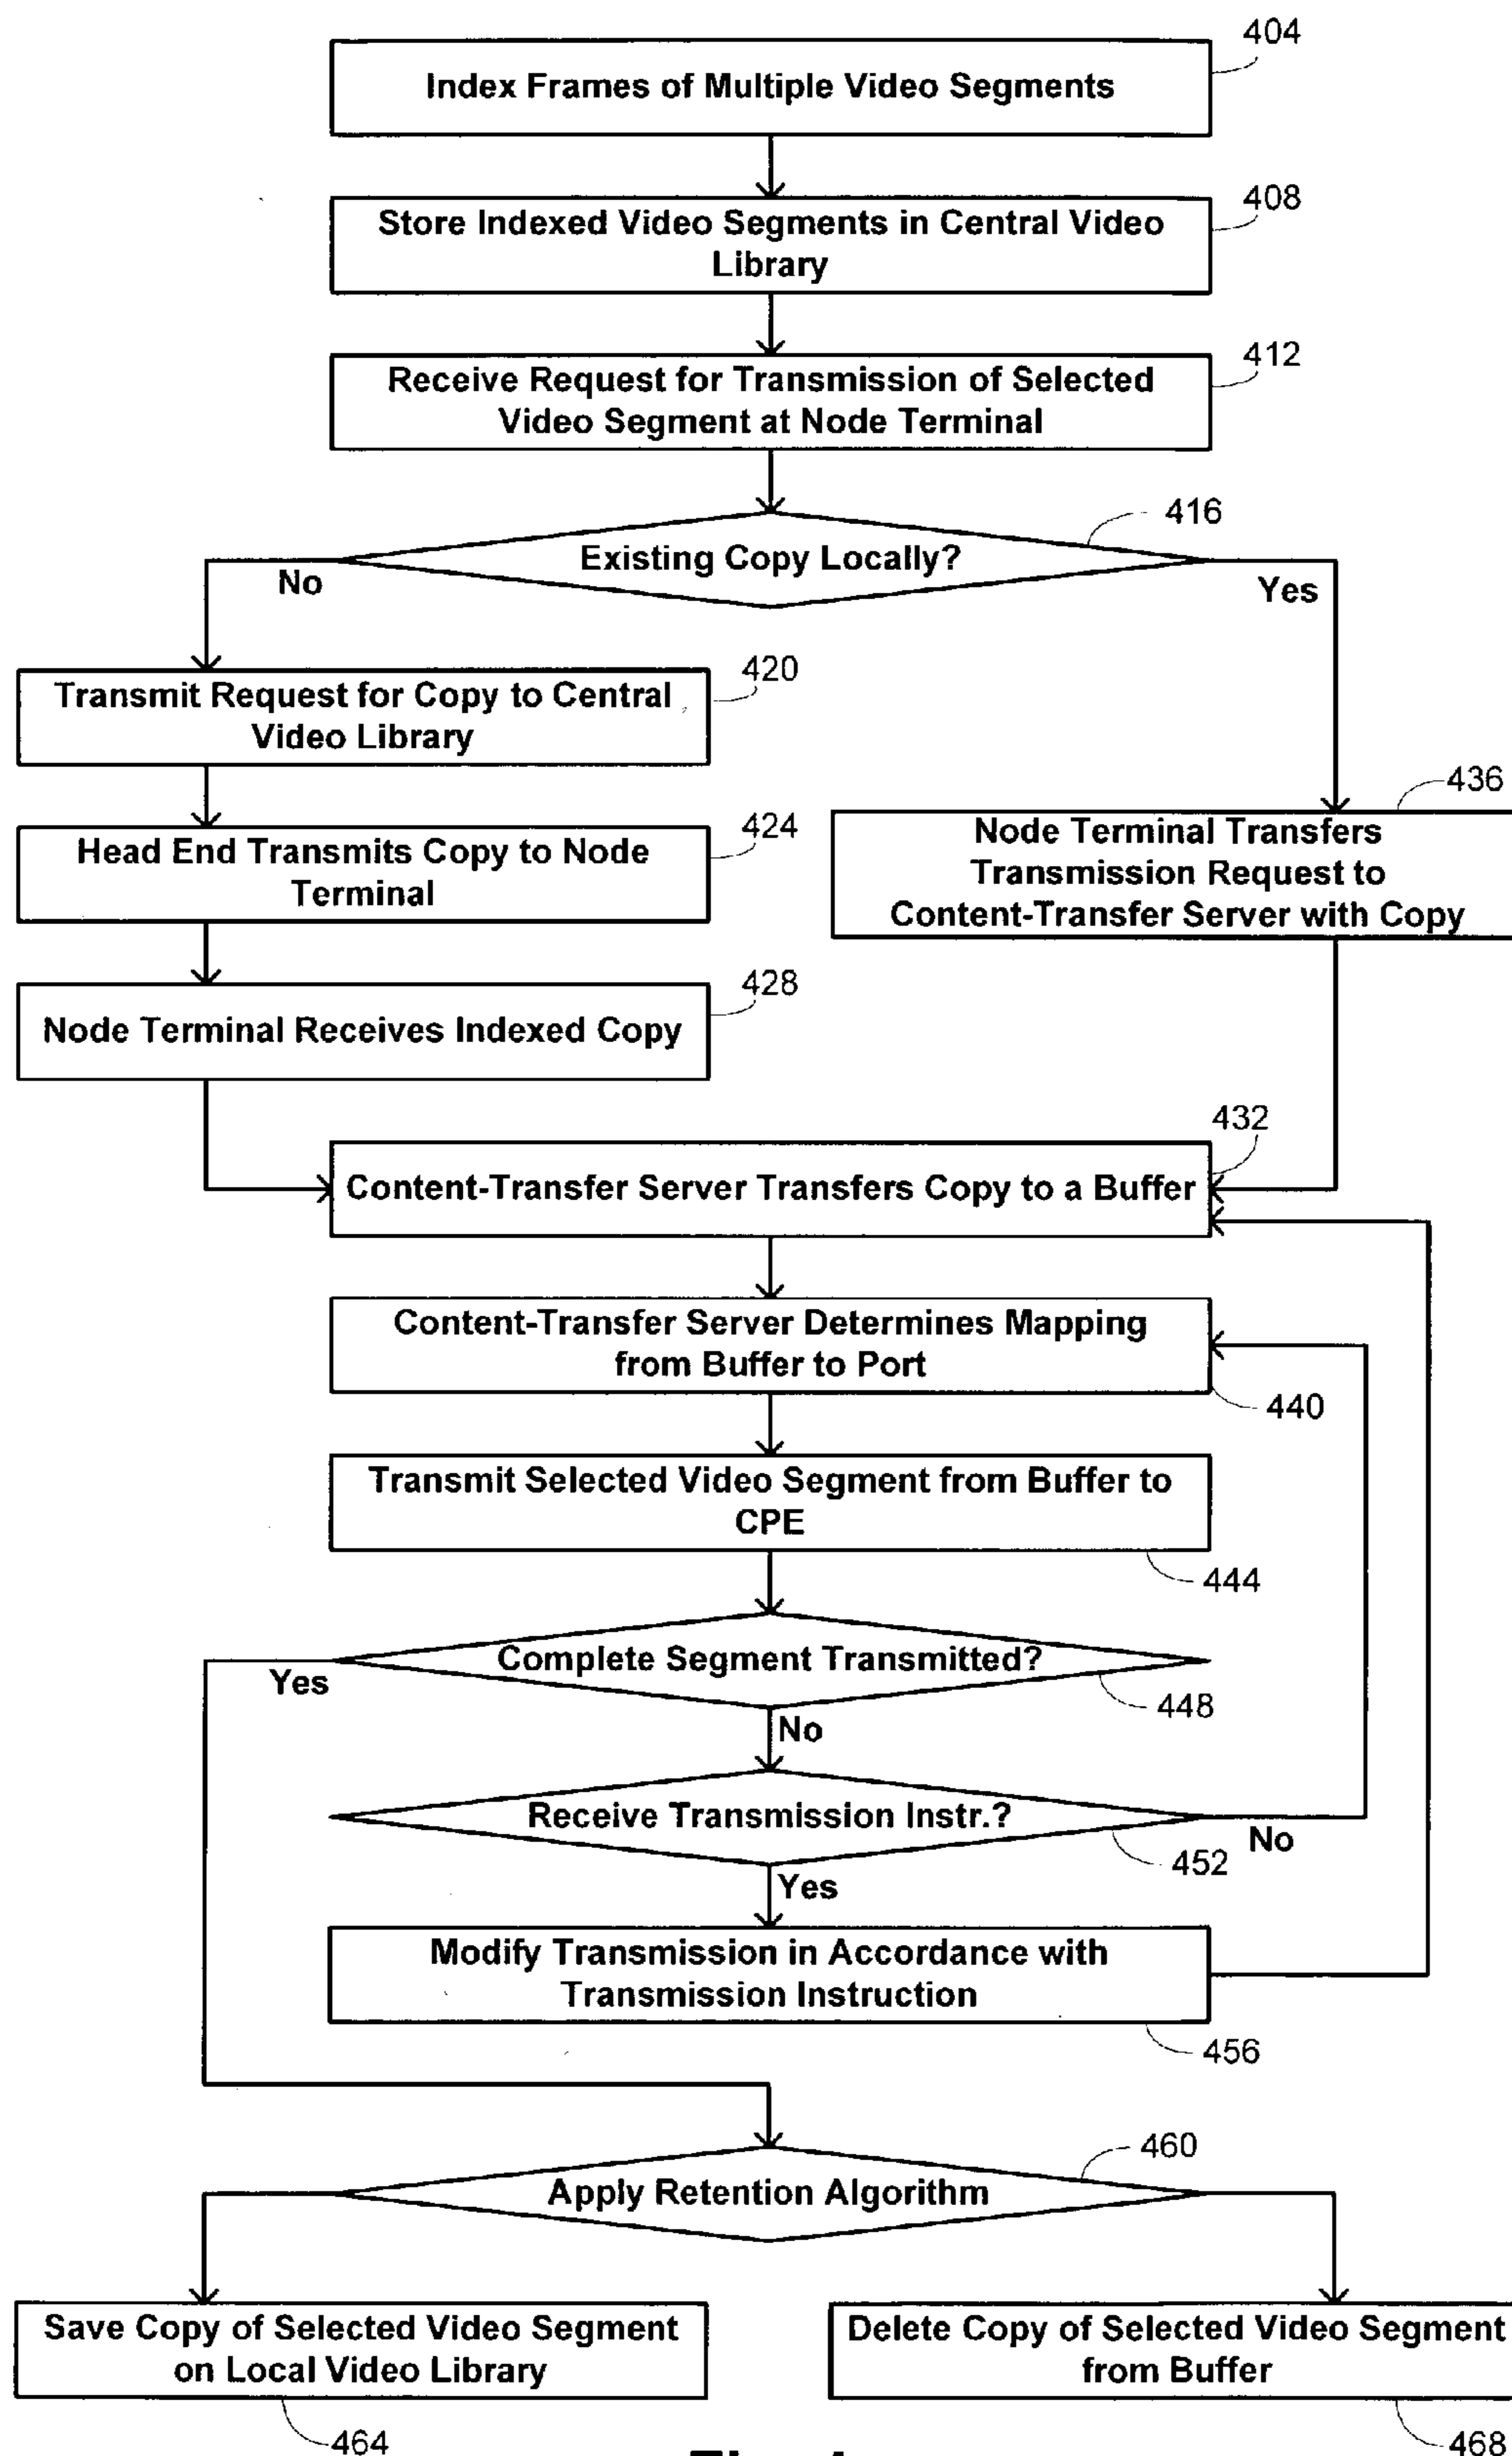 404
Index Frames of Multiple Video Segments
408
Store Indexed Video Segments in Central Video
Library
412
Receive Request for Transmission of Selected
Video Segment at Node Terminal
416
Existing Copy Locally?
No
Yes
420
Transmit Request for Copy to Central
Video Library
436
Node Terminal Transfers
Transmission Request to
Content-Transfer Server with Copy
424
Head End Transmits Copy to Node
Terminal
428
Node Terminal Receives Indexed Copy
432
Content-Transfer Server Transfers Copy to a Buffer
Content-Transfer Server Determines Mapping
from Buffer to Port
440
Transmit Selected Video Segment from Buffer to
CPE
444
Complete Segment Transmitted?
Yes
448
No
Receive Transmission Instr.?
No
452
Yes
Modify Transmission in Accordance with
Transmission Instruction
456
460
Apply Retention Algorithm
Save Copy of Selected Video Segment
on Local Video Library
Delete Copy of Selected Video Segment
from Buffer
464
468